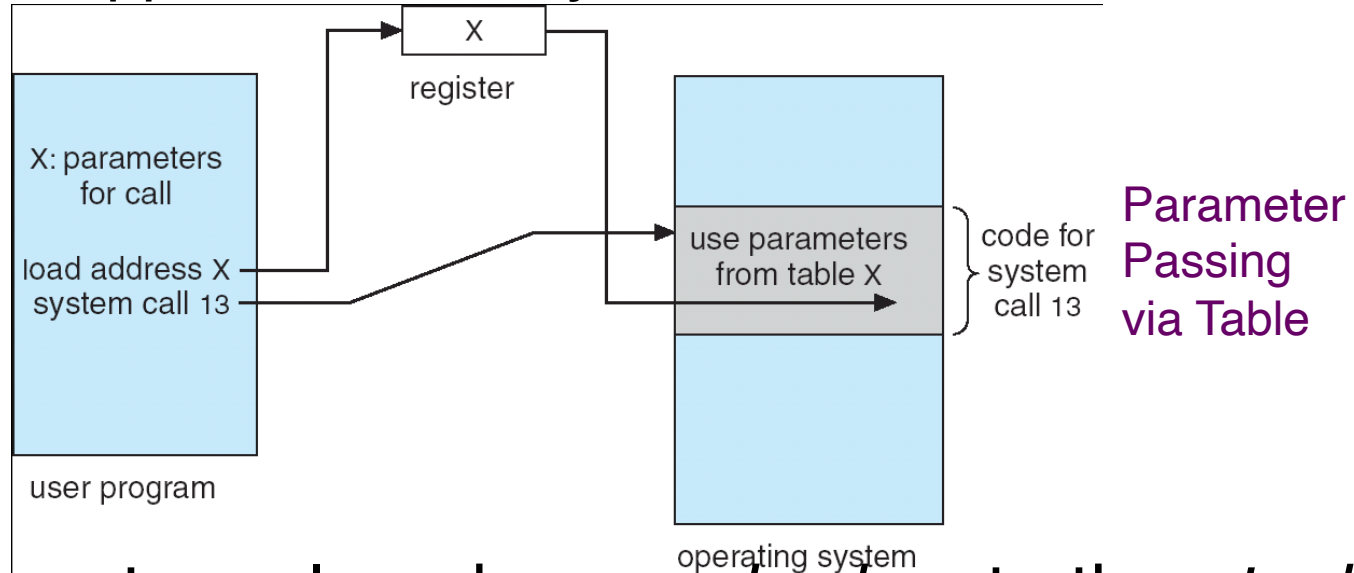 X
register
X: parameters
for call
load address X
system call 13
user program
use parameters
from table X
code for
system
call 13
Parameter
Passing
via Table
operating system